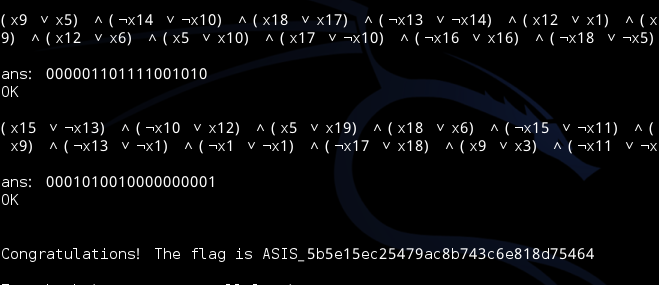 ( x9 ∨ x5) ∧ ( ¬x14 ∨ ¬x10) ∧ ( x18 ∨ x17) ∧ ( ¬x13 ∨ ¬x14) ∧ ( x12 ∨ x1) ∧ ( x
9) ∧ ( x12 ∨ x6) ∧ ( x5 ∨ x10) ∧ ( x17 ∨ ¬x10) ∧ ( ¬x16 ∨ x16) ∧ ( ¬x18 ∨ x5)
ans: 000001101111001010
OK
( x15 ∨ ¬x13) ∧ ( ¬x10 ∨ x12) ∧ ( x5 ∨ x19) ∧ ( x18 ∨ x6) ∧ ( ¬x15 ∨ ¬x11) ∧ (
x9) ∧ ( ¬x13 ∨ ¬x1) ∧ ( ¬x1 ∨ ¬x1) ∧ ( ¬x17 ∨ x18) ∧ ( x9 ∨ x3) ∧ ( ¬x11 ∨ ¬x
ans: 0001010010000000001
OK
Congratulations! The flag is ASIS_5b5e15ec25479ac8b743c6e818d75464